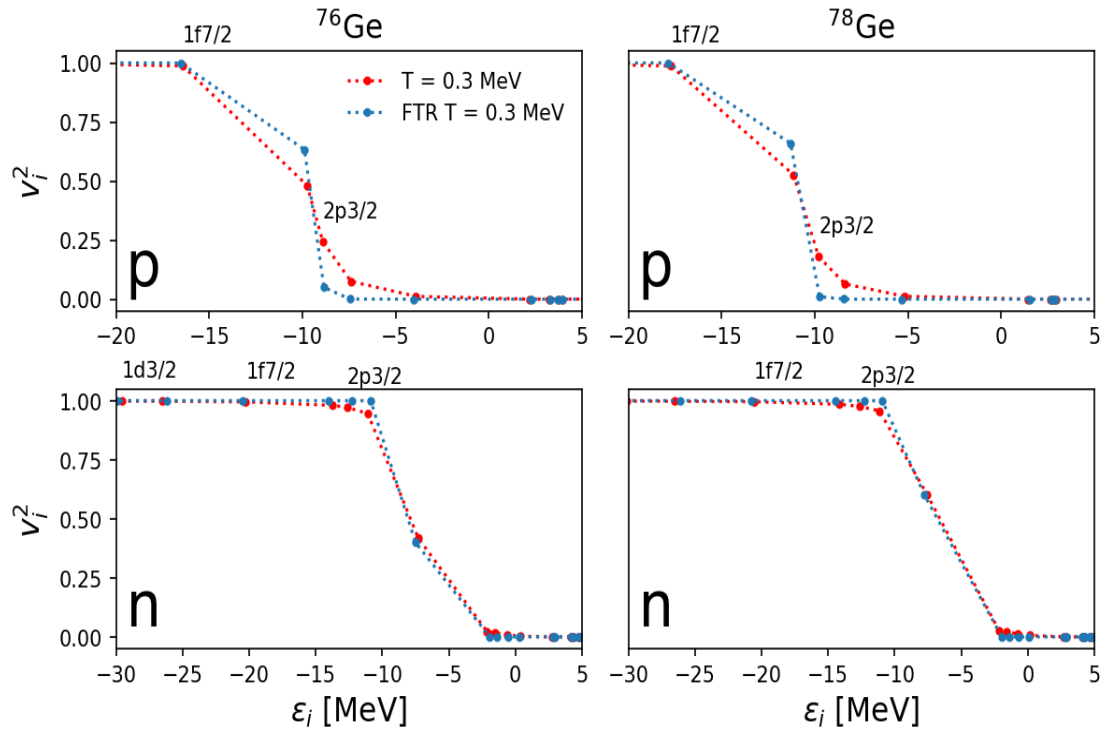 ⁷⁶Ge
⁷⁸Ge
1f7/2
1f7/2
1.00
0.75
0.50
0.25
0.00
v_i^2
T = 0.3 MeV
FTR T = 0.3 MeV
2p3/2
2p3/2
p
p
−20 −15 −10 −5 0 5
−20 −15 −10 −5 0 5
1d3/2 1f7/2 2p3/2
1f7/2 2p3/2
1.00
0.75
0.50
0.25
0.00
v_i^2
n
n
−30 −25 −20 −15 −10 −5 0 5
−30 −25 −20 −15 −10 −5 0 5
ε_i [MeV]
ε_i [MeV]